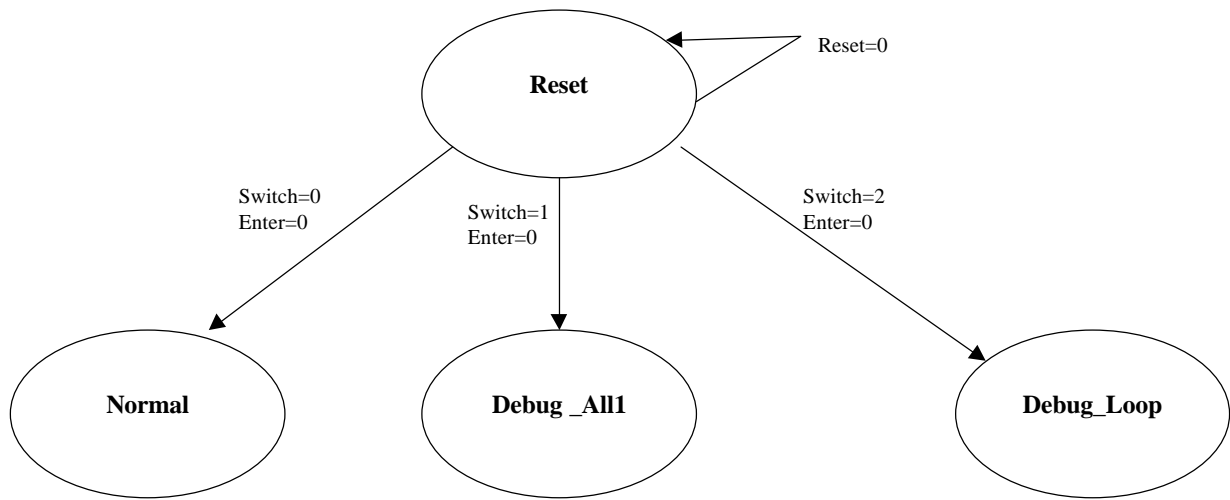 Reset
Reset=0
Switch=0
Enter=0
Switch=1
Enter=0
Switch=2
Enter=0
Normal
Debug _All1
Debug_Loop